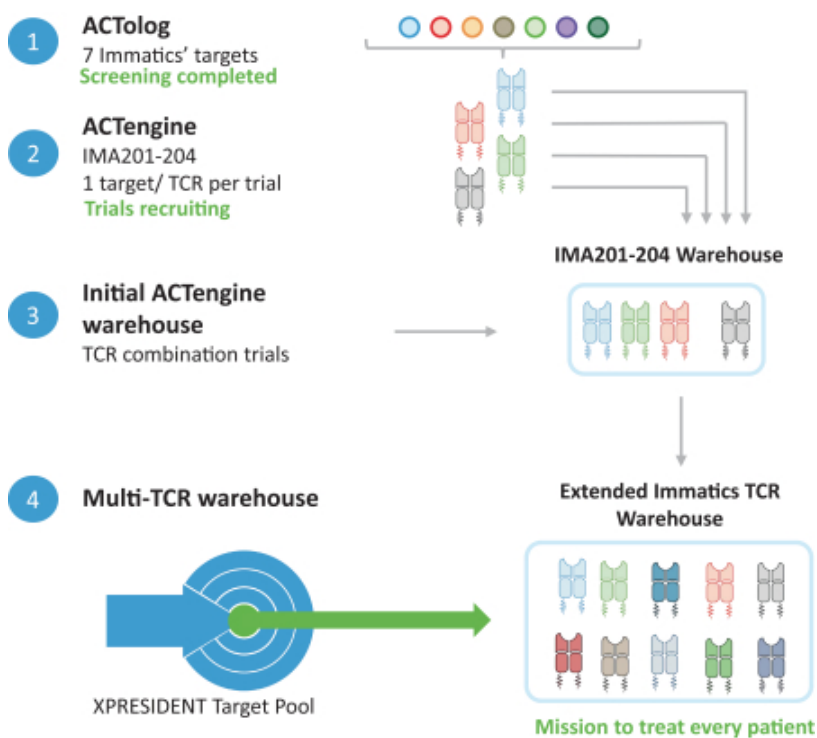 1
ACTolog
7 Immatics' targets
Screening completed
2
ACTengine
IMA201-204
1 target/ TCR per trial
Trials recruiting
IMA201-204 Warehouse
3
Initial ACTengine
warehouse
TCR combination trials
4
Multi-TCR warehouse
Extended Immatics TCR
Warehouse
XPRESIDENT Target Pool
Mission to treat every patient